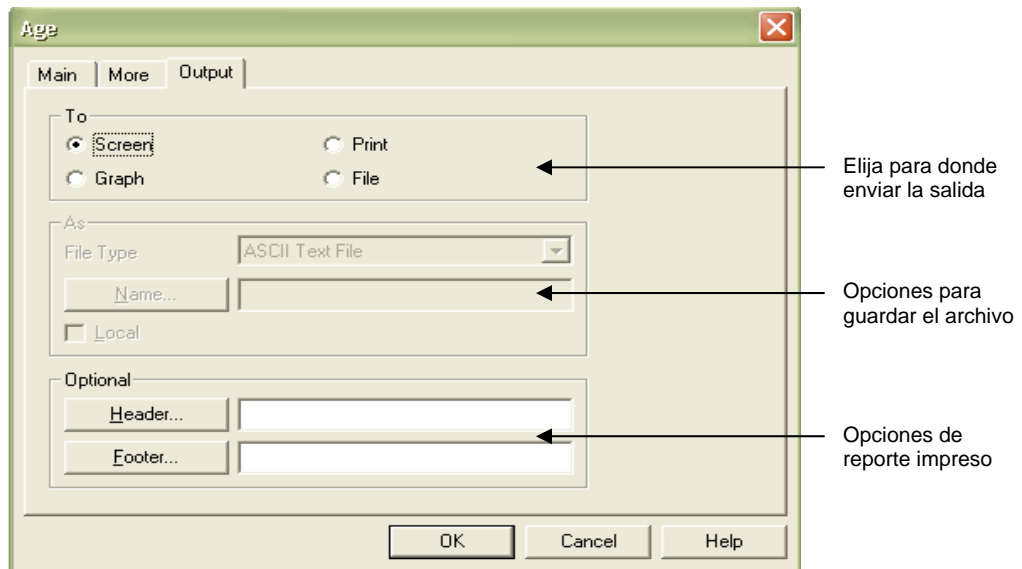 Age
Main More Output
To
Screen Print
Graph File
Elija para donde
enviar la salida
As
File Type ASCII Text File
Name...
Local
Opciones para
guardar el archivo
Optional
Header...
Footer...
Opciones de
reporte impreso
OK Cancel Help